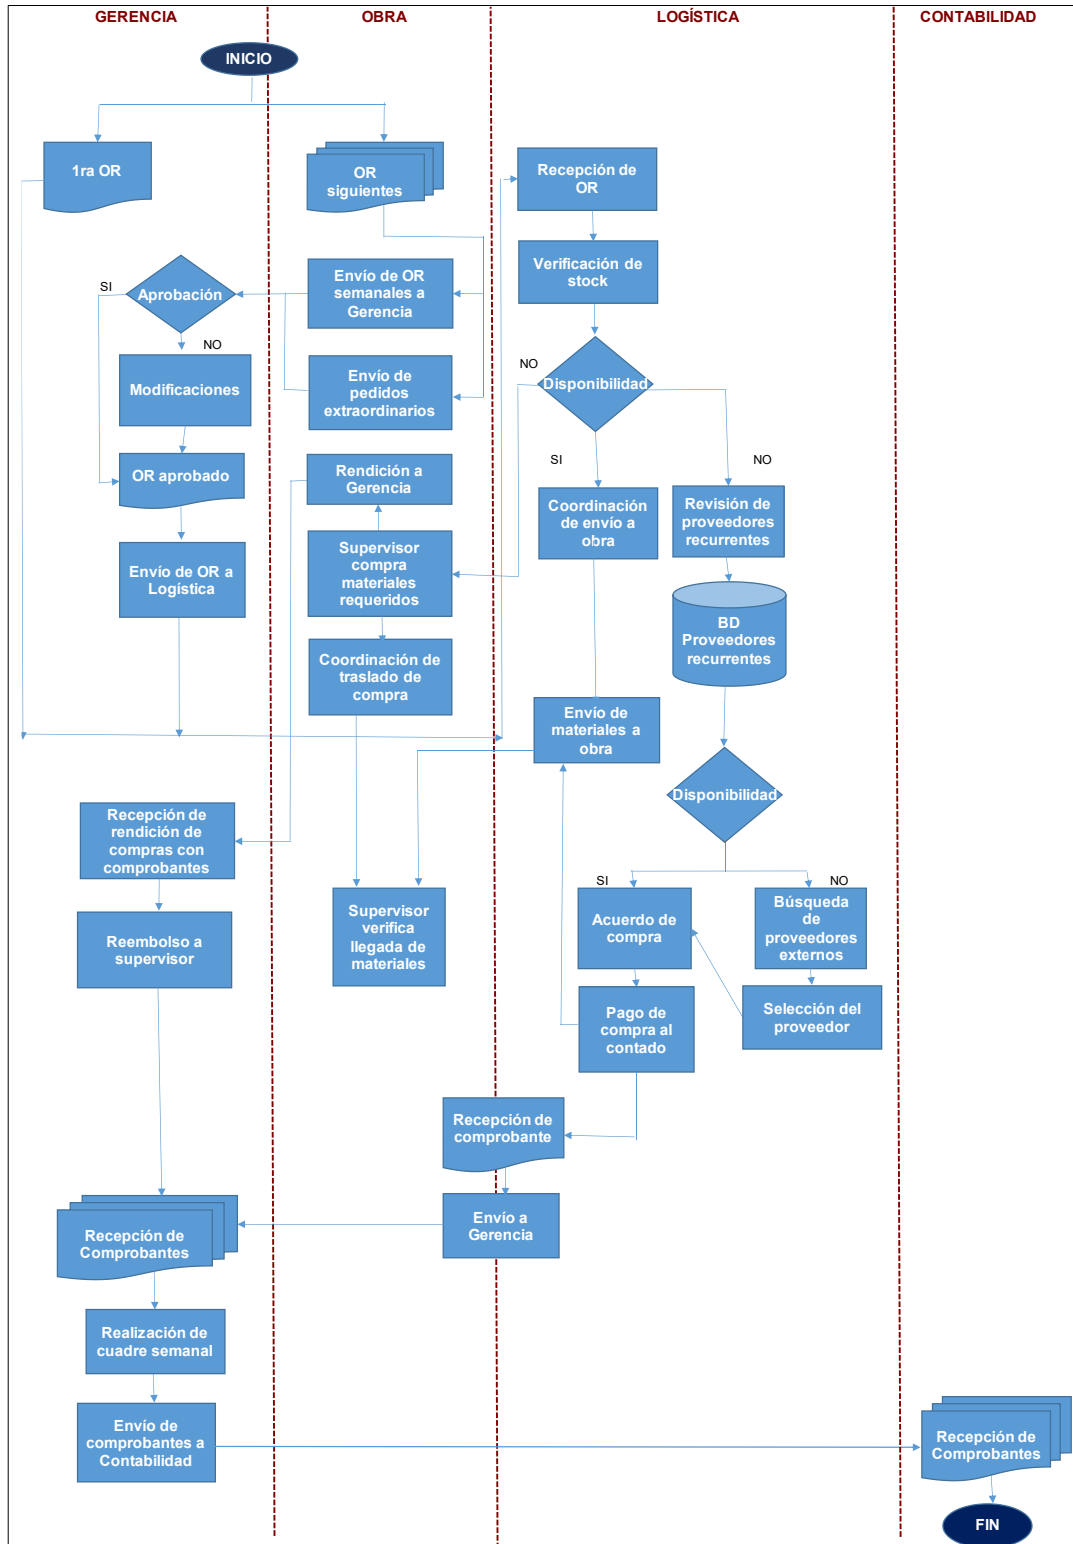 GERENCIA
OBRA
LOGÍSTICA
CONTABILIDAD
INICIO
1ra OR
OR
siguientes
Recepción de
OR
Verificación de
stock
SI
Aprobación
NO
Envío de OR
semanales a
Gerencia
Modificaciones
Envío de
pedidos
extraordinarios
NO
Disponibilidad
SI
NO
OR aprobado
Rendición a
Gerencia
Coordinación
de envío a
obra
Revisión de
proveedores
recurrentes
Envío de OR a
Logística
Supervisor
compra
materiales
requeridos
BD
Proveedores
recurrentes
Coordinación de
traslado de
compra
Envío de
materiales a
obra
Disponibilidad
Recepción de
rendición de
compras con
comprobantes
SI
NO
Reembolso a
supervisor
Supervisor
verifica
llegada de
materiales
Acuerdo de
compra
Búsqueda
de
proveedores
externos
Pago de
compra al
contado
Selección del
proveedor
Recepción de
comprobante
Envío a
Gerencia
Recepción de
Comprobantes
Realización de
cuadre semanal
Envío de
comprobantes a
Contabilidad
Recepción de
Comprobantes
FIN